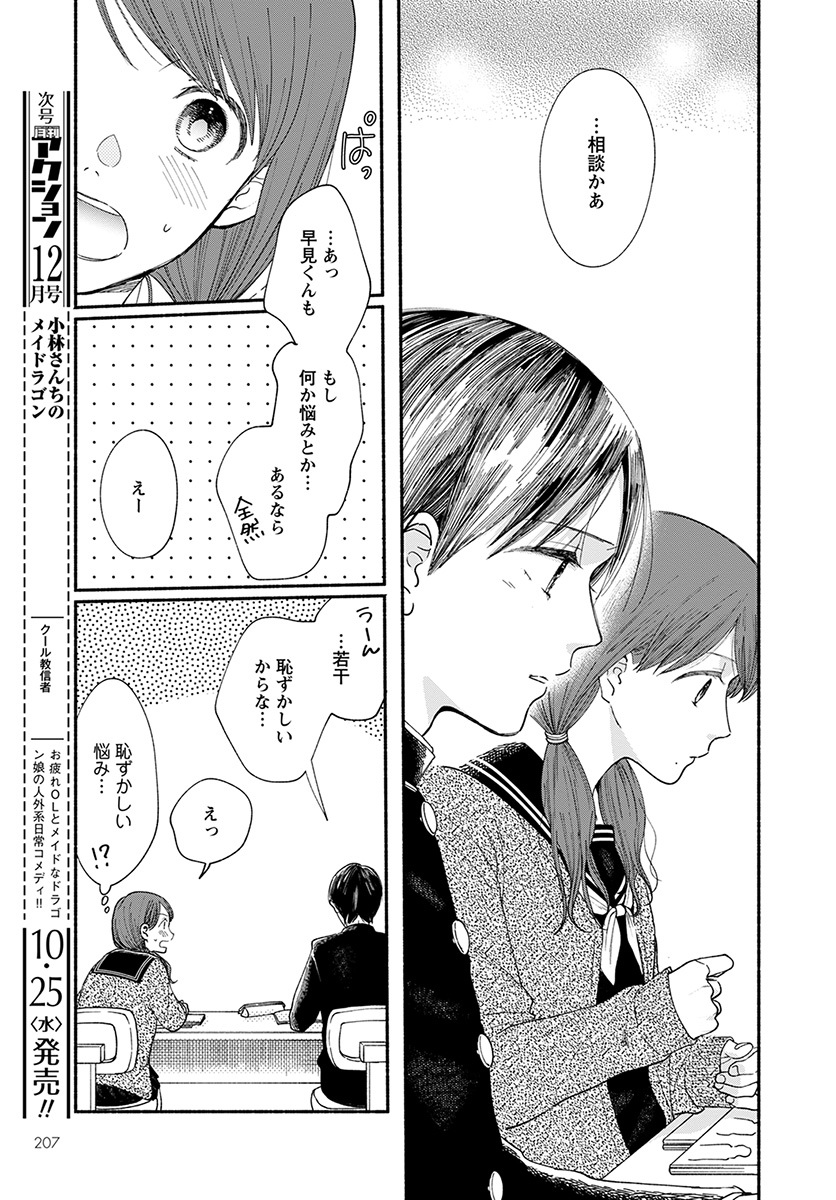 …相談かあ
ぱっ
…あっ
早見くんも
もし
何か悩みとか…
あるなら
全然
えー
うーん
…若干
恥ずかしい
からな…
えっ
恥ずかしい
悩み…
!?
次号月刊アクション12月号
小林さんちの
メイドラゴン
クール教信者
お疲れOLとメイドなドラゴ
ン娘の人外系日常コメディ!!
10・25〈水〉発売!!
207